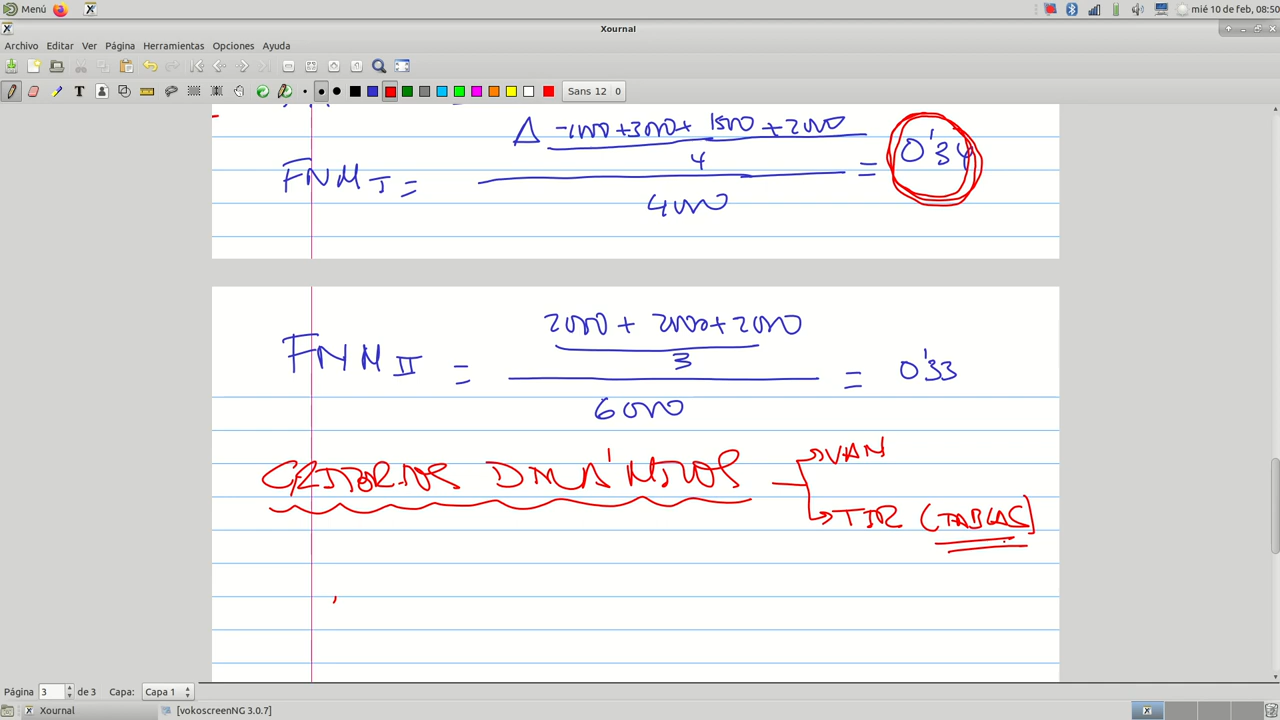 Menú
mié 10 de feb, 08:50
Xournal
Archivo Editar Ver Página Herramientas Opciones Ayuda
Sans 12 0
-1000+3000+ 1500 +2000
4
FNM I = = 0'34
4000
2000 + 2000 + 2000
3
FNM II = = 0'33
6000
CRITERIOS DINÁMICOS
VAN
TIR (TABLAS)
Página 3 de 3 Capa: Capa 1
Xournal [vokoscreenNG 3.0.7]